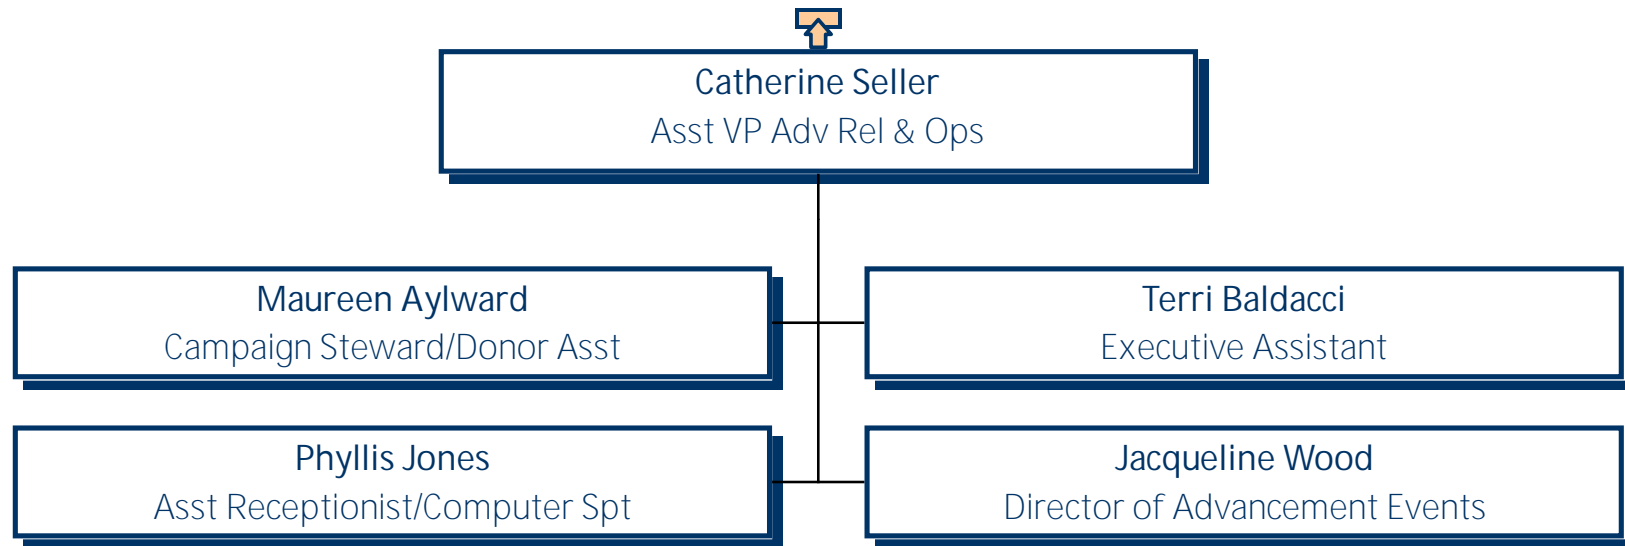 Catherine Seller
Asst VP Adv Rel & Ops
Maureen Aylward
Campaign Steward/Donor Asst
Terri Baldacci
Executive Assistant
Phyllis Jones
Asst Receptionist/Computer Spt
Jacqueline Wood
Director of Advancement Events